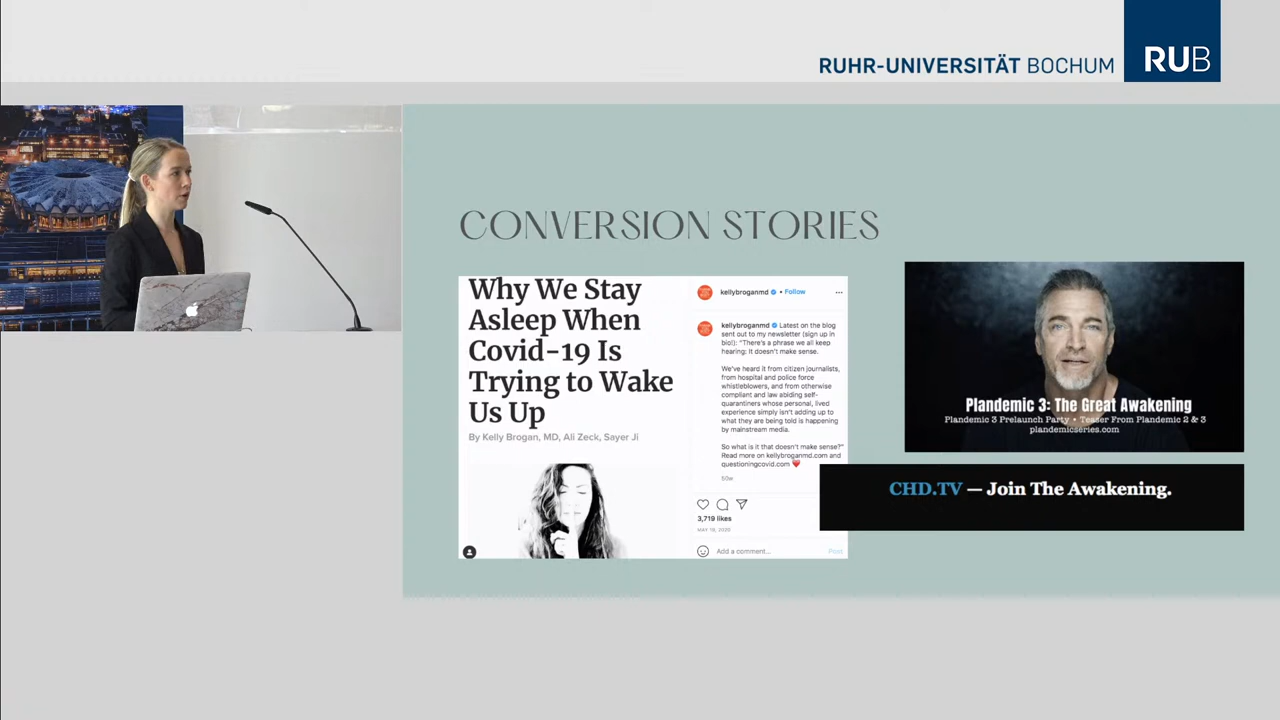 RUHR-UNIVERSITÄT BOCHUM
RUB
CONVERSION STORIES
Why We Stay
Asleep When
Covid-19 Is
Trying to Wake
Us Up
By Kelly Brogan, MD, Ali Zeck, Sayer Ji
kellybroganmd • Follow
kellybroganmd Latest on the blog
sent out to my newsletter (sign up in
bio!): "There's a phrase we all keep
hearing: It doesn't make sense.
We've heard it from citizen journalists,
from hospital and police force
whistleblowers, and from otherwise
compliant and law abiding self-
quarantiners whose personal, lived
experience simply isn't adding up to
what they are being told is happening
by mainstream media.
So what is it that doesn't make sense?"
Read more on kellybroganmd.com and
questioningcovid.com
50w
3,719 likes
MAY 19, 2020
Add a comment...
Post
Plandemic 3: The Great Awakening
Plandemic 3 Prelaunch Party • Teaser From Plandemic 2 & 3
plandemicseries.com
CHD.TV — Join The Awakening.